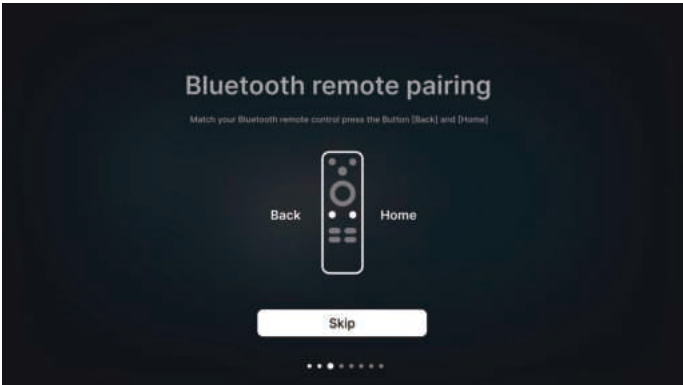 Bluetooth remote pairing
Match your Bluetooth remote control press the Button [Back] and [Home]
Back
Home
Skip